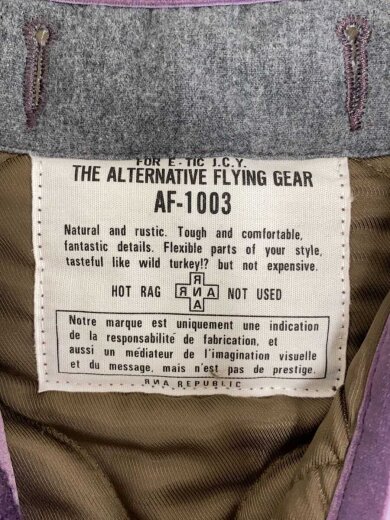 FOR E-TIC J.C.Y.
THE ALTERNATIVE FLYING GEAR
AF-1003
Natural and rustic. Tough and comfortable,
fantastic details. Flexible parts of your style,
tasteful like wild turkey!? but not expensive.
Я
HOT RAG ЯИА NOT USED
A
Notre marque est uniquement une indication
de la responsabilité de fabrication, et
aussi un médiateur de l'imagination visuelle
et du message, mais n'est pas de prestige.
ЯИА REPUBLIC